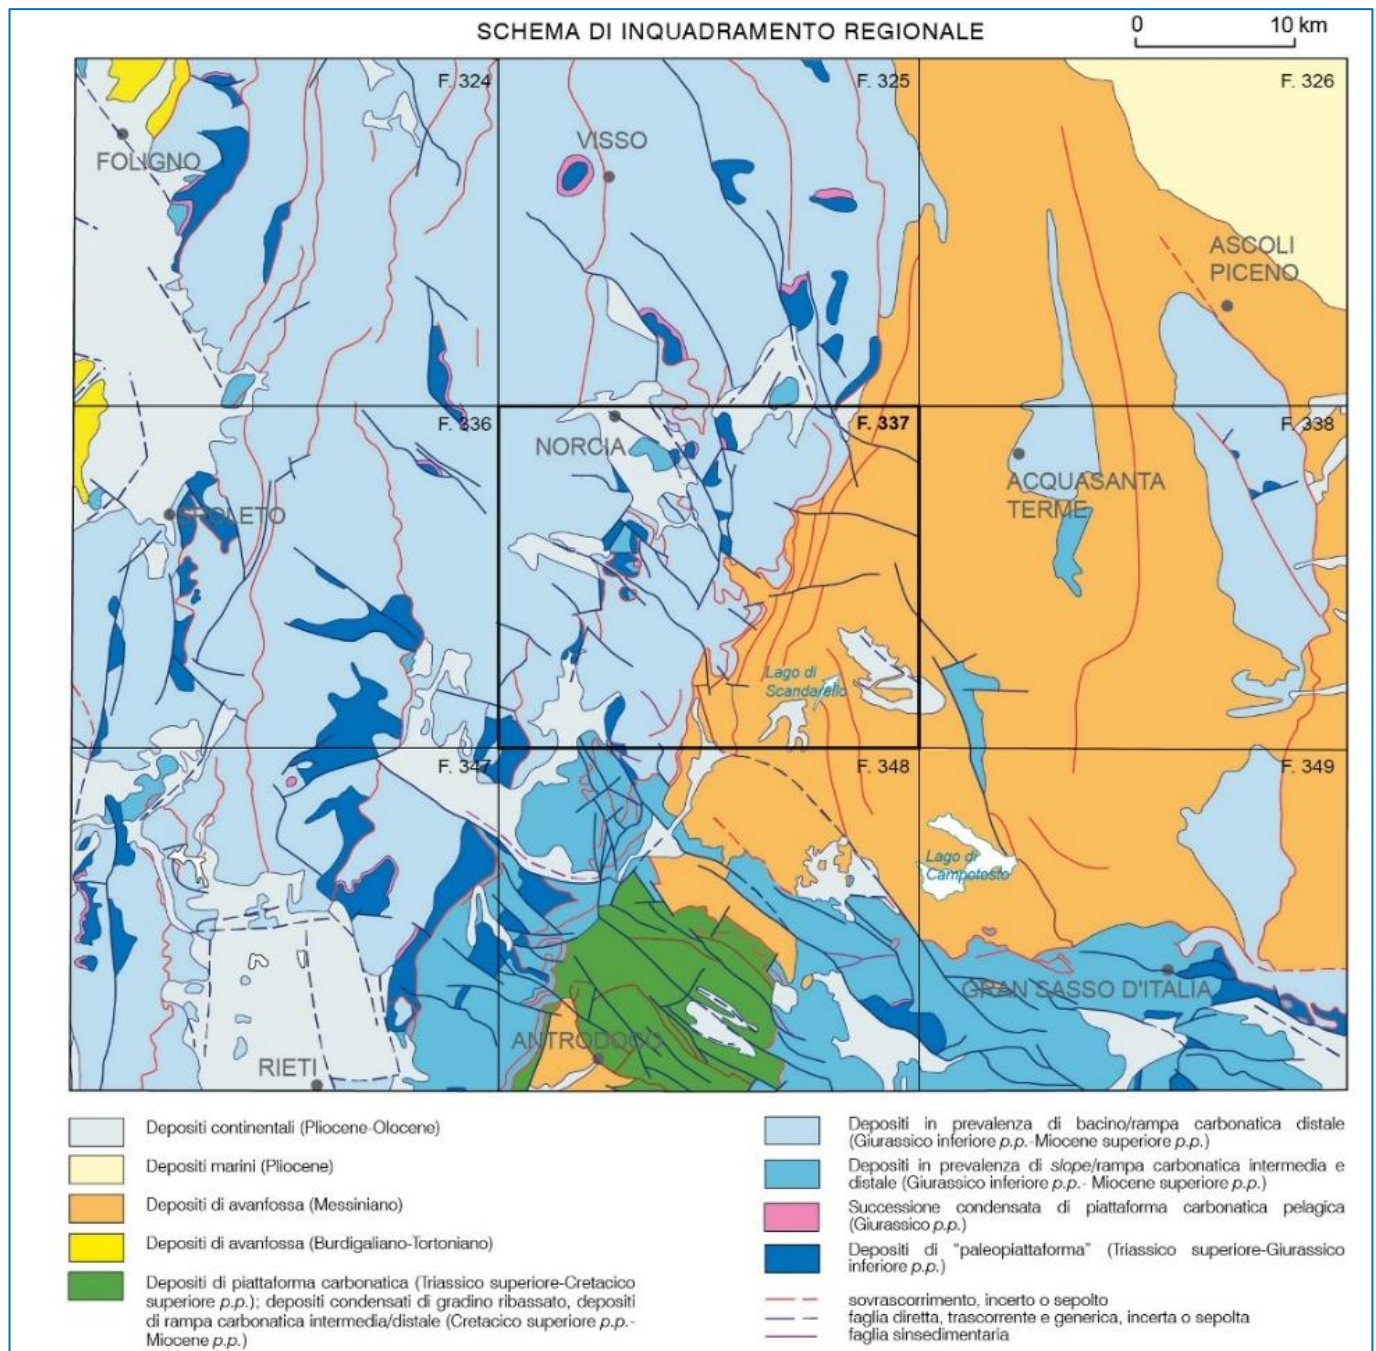 SCHEMA DI INQUADRAMENTO REGIONALE
0 10 km
F. 324
F. 325
F. 326
FOLIGNO
VISSO
ASCOLI
PICENO
F. 336
F. 337
F. 338
NORCIA
ACQUASANTA
TERME
SPOLETO
Lago di
Scandarello
F. 347
F. 348
F. 349
Lago di
Campotosto
GRAN SASSO D'ITALIA
ANTRODOCO
RIETI
Depositi continentali (Pliocene-Olocene)
Depositi marini (Pliocene)
Depositi di avanfossa (Messiniano)
Depositi di avanfossa (Burdigaliano-Tortoniano)
Depositi di piattaforma carbonatica (Triassico superiore-Cretacico
superiore p.p.); depositi condensati di gradino ribassato, depositi
di rampa carbonatica intermedia/distale (Cretacico superiore p.p.-
Miocene p.p.)
Depositi in prevalenza di bacino/rampa carbonatica distale
(Giurassico inferiore p.p.-Miocene superiore p.p.)
Depositi in prevalenza di slope/rampa carbonatica intermedia e
distale (Giurassico inferiore p.p.- Miocene superiore p.p.)
Successione condensata di piattaforma carbonatica pelagica
(Giurassico p.p.)
Depositi di "paleopiattaforma" (Triassico superiore-Giurassico
inferiore p.p.)
sovrascorrimento, incerto o sepolto
faglia diretta, trascorrente e generica, incerta o sepolta
faglia sinsedimentaria